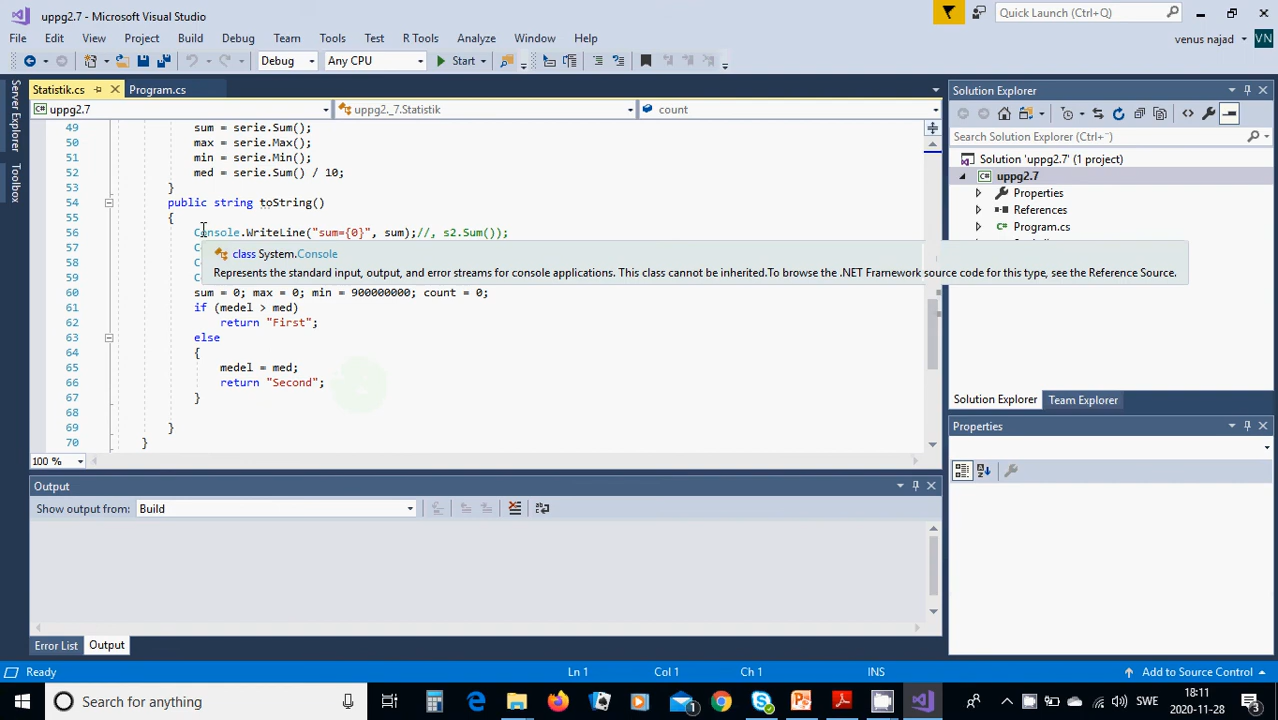 uppg2.7 - Microsoft Visual Studio
Quick Launch (Ctrl+Q)
File Edit View Project Build Debug Team Tools Test R Tools Analyze Window Help
venus najad VN
Debug Any CPU Start
Server Explorer
Toolbox
Statistik.cs Program.cs
uppg2.7 uppg2._7.Statistik count
49 sum = serie.Sum();
50 max = serie.Max();
51 min = serie.Min();
52 med = serie.Sum() / 10;
53 }
54 public string toString()
55 {
56 Console.WriteLine("sum={0}", sum);//, s2.Sum());
57 C
class System.Console
58 C
Represents the standard input, output, and error streams for console applications. This class cannot be inherited.To browse the .NET Framework source code for this type, see the Reference Source.
59 C
60 sum = 0; max = 0; min = 900000000; count = 0;
61 if (medel > med)
62 return "First";
63 else
64 {
65 medel = med;
66 return "Second";
67 }
68
69 }
70 }
100 %
Output
Show output from: Build
Error List Output
Solution Explorer
Search Solution Explorer (Ctrl+¨)
Solution 'uppg2.7' (1 project)
uppg2.7
Properties
References
Program.cs
Solution Explorer Team Explorer
Properties
Ready Ln 1 Col 1 Ch 1 INS Add to Source Control
Search for anything
1
SWE
18:11
2020-11-28
3